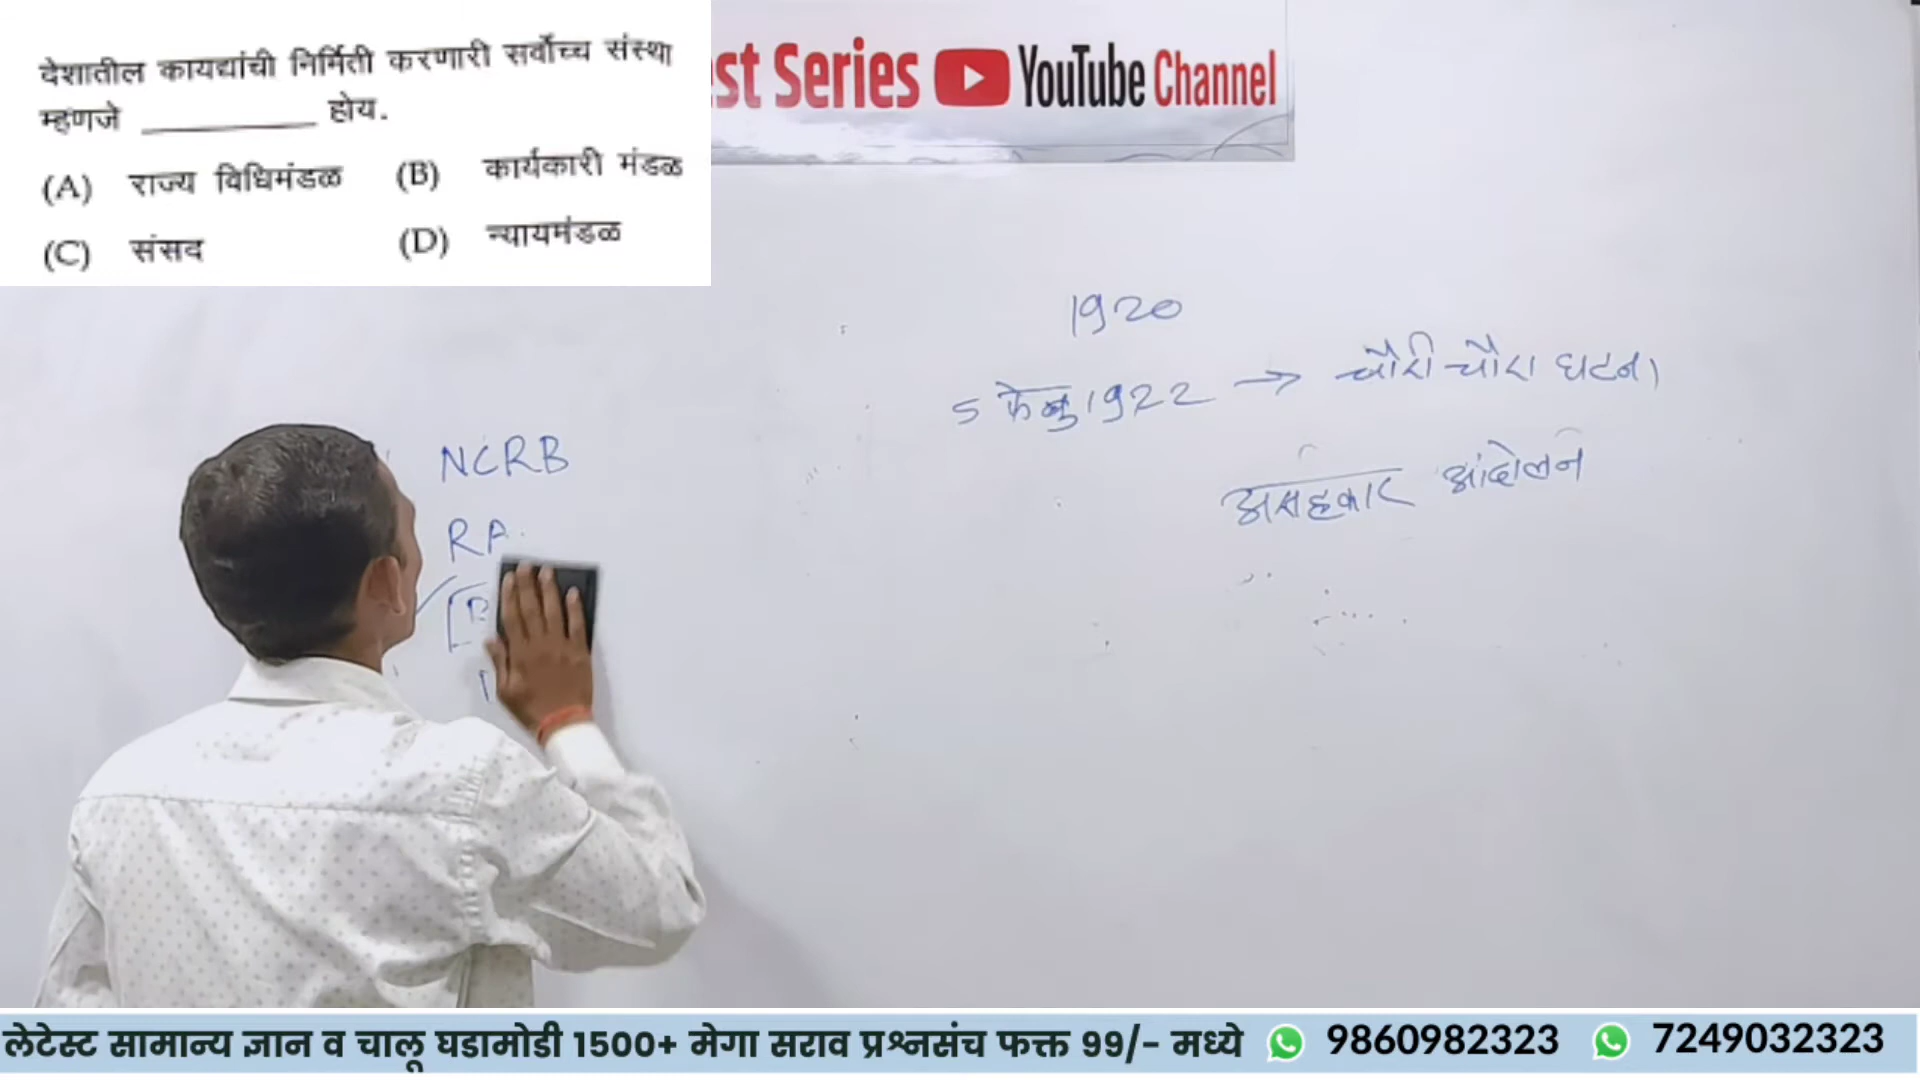 देशातील कायद्यांची निर्मिती करणारी सर्वोच्च संस्था
म्हणजे ____________ होय.
(A) राज्य विधिमंडळ (B) कार्यकारी मंडळ
(C) संसद (D) न्यायमंडळ
st Series YouTube Channel
1920
5 फेब्रु 1922 → चौरी चौरा घटना
असहकार आंदोलन
NCRB
RA
लेटेस्ट सामान्य ज्ञान व चालू घडामोडी 1500+ मेगा सराव प्रश्नसंच फक्त 99/- मध्ये 9860982323 7249032323